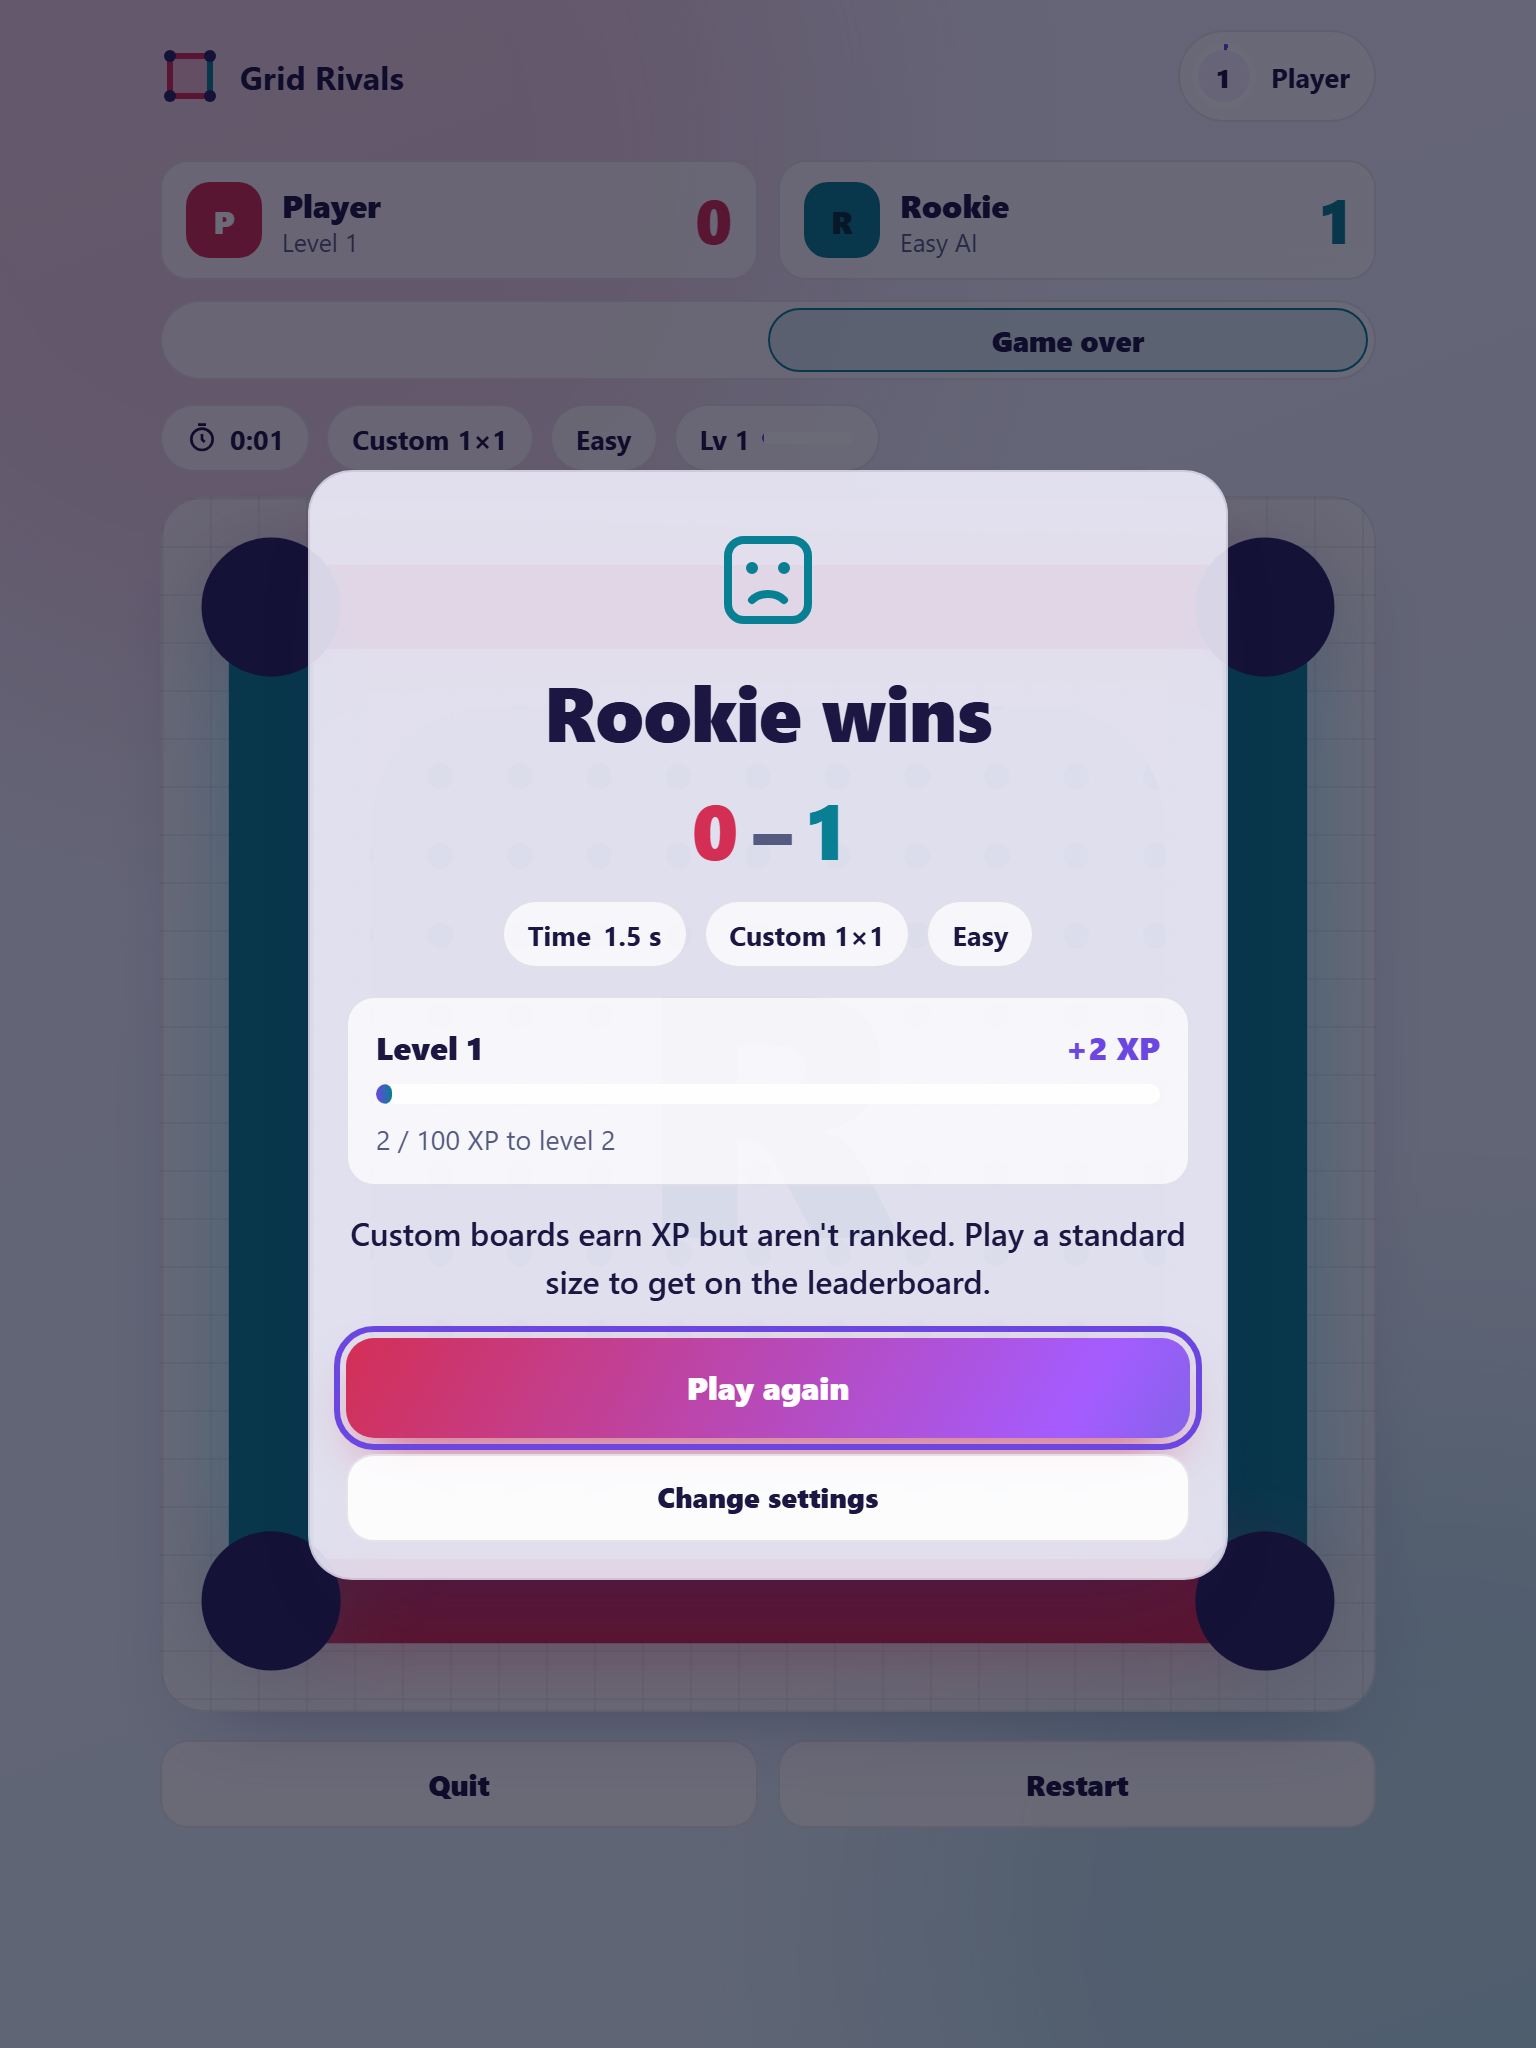 Grid Rivals
1 Player
P Player 0
Level 1
R Rookie 1
Easy AI
Game over
0:01 Custom 1×1 Easy Lv 1
Rookie wins
0 – 1
Time 1.5 s Custom 1×1 Easy
Level 1 +2 XP
2 / 100 XP to level 2
Custom boards earn XP but aren't ranked. Play a standard
size to get on the leaderboard.
Play again
Change settings
Quit Restart